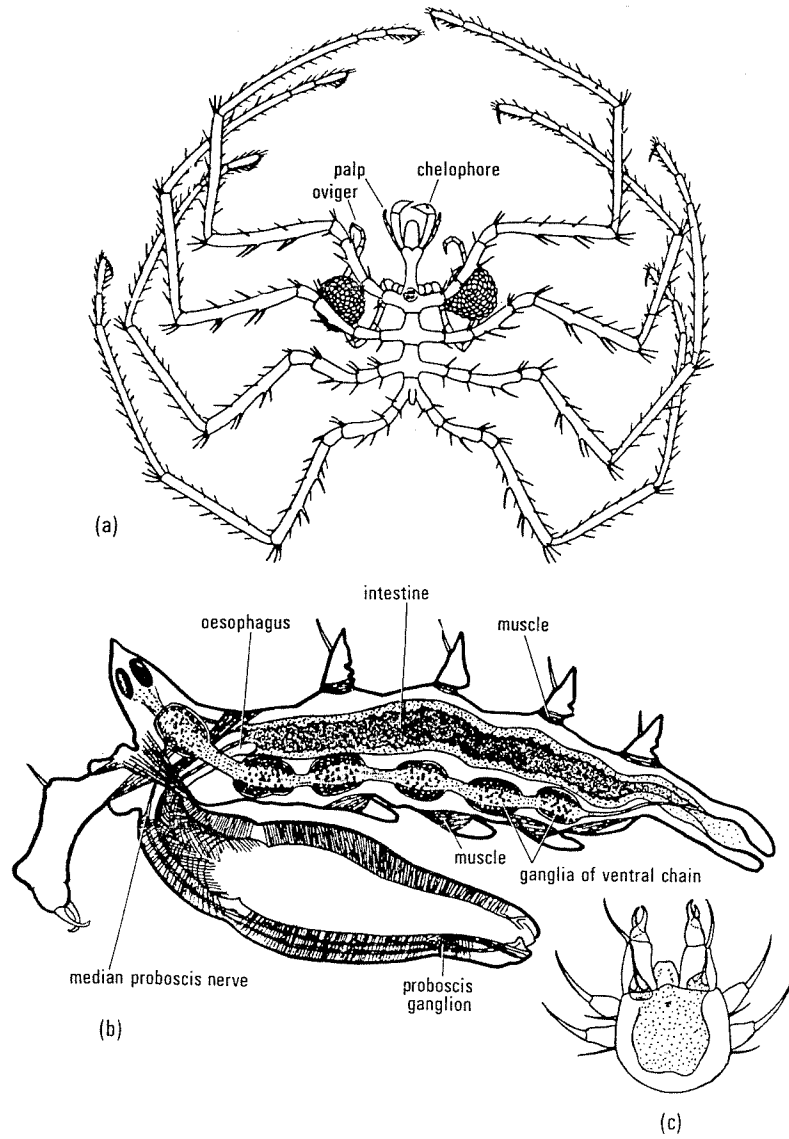 palp
chelophore
oviger
(a)
intestine
oesophagus
muscle
muscle
ganglia of ventral chain
median proboscis nerve
proboscis
ganglion
(b)
(c)